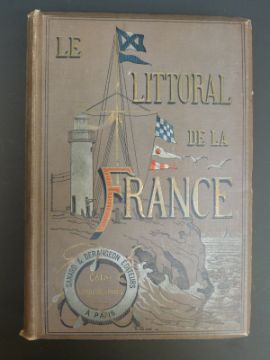 LE
LITTORAL
DE LA
FRANCE
SANARD & DERANGEON EDITEURS
A PARIS